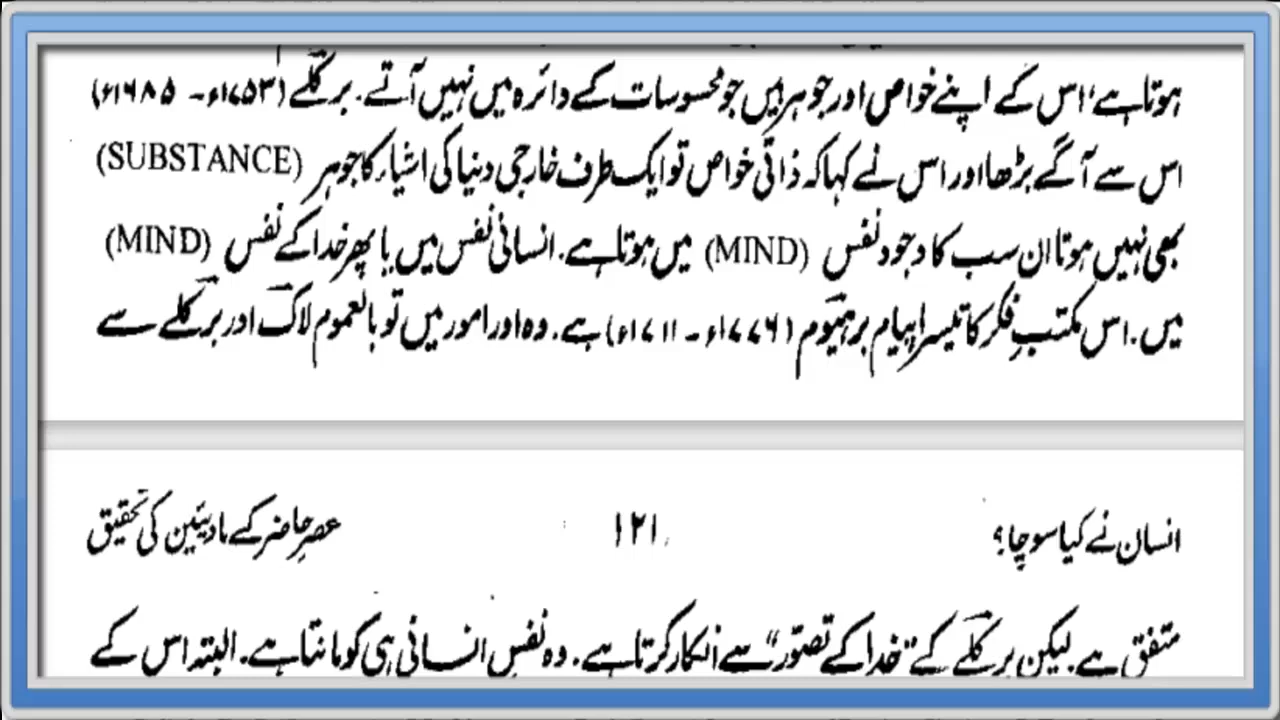 ہوتا ہے‘ اس کے اپنے خواص اور جوہر ہیں جو محسوسات کے دائرہ میں نہیں آتے۔ برکلے (۱۷۵۳ء۔ ۱۶۸۵ء)
اس سے آگے بڑھا اور اس نے کہا کہ ذاتی خواص تو ایک طرف خارجی دنیا کی اشیاء کا جوہر (SUBSTANCE)
بھی نہیں ہوتا ان سب کا وجود نفس (MIND) میں ہوتا ہے۔ انسانی نفس میں یا پھر خدا کے نفس (MIND)
میں۔ اس مکتبِ فکر کا تیسرا پیام بر ہیوم (۱۷۷۶ء۔ ۱۷۱۱ء) ہے۔ وہ اور امور میں تو بالعموم لاک اور برکلے سے
انسان نے کیا سوچا؟ ۱۲۱ عصرِ حاضر کے مادیئین کی تحقیق
متفق ہے لیکن برکلے کے ”خدا کے تصوّر“ سے انکار کرتا ہے۔ وہ نفسِ انسانی ہی کو مانتا ہے۔ البتہ اس کے